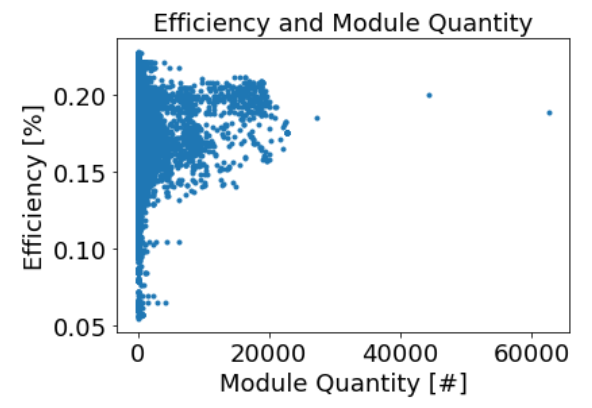 Efficiency and Module Quantity
Efficiency [%]
0.20
0.15
0.10
0.05
0 20000 40000 60000
Module Quantity [#]